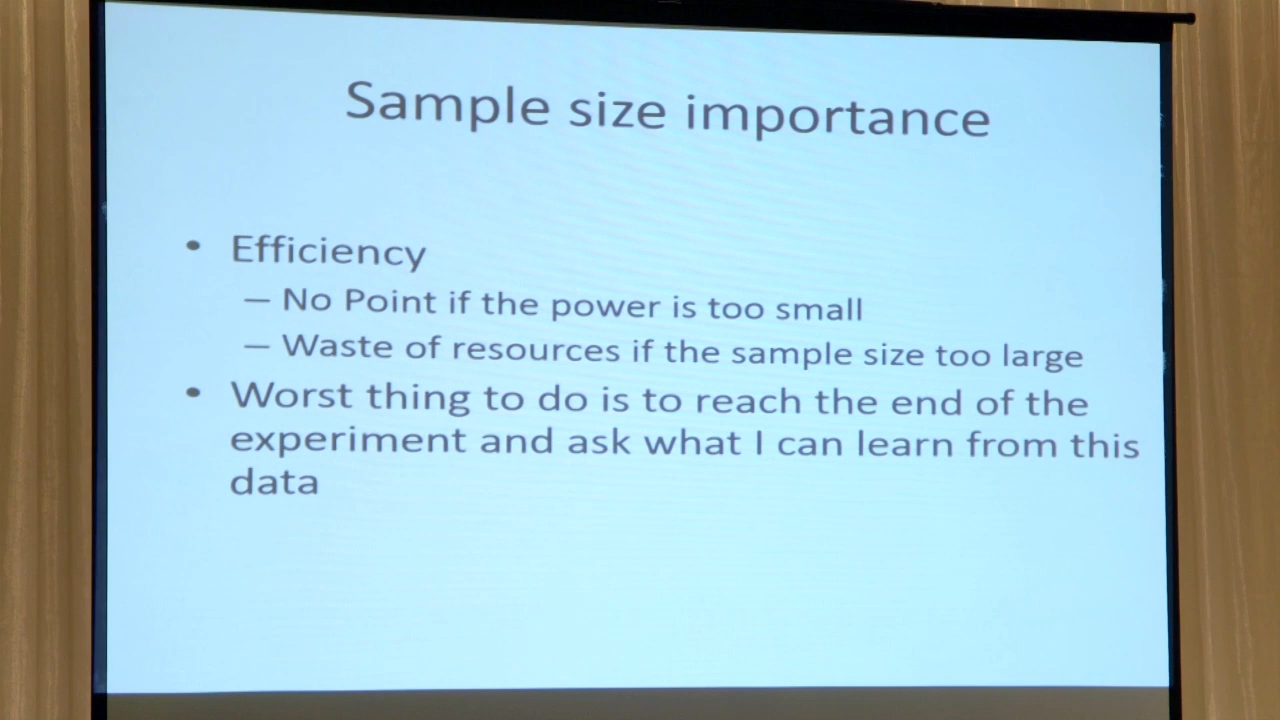 Sample size importance
• Efficiency
– No Point if the power is too small
– Waste of resources if the sample size too large
• Worst thing to do is to reach the end of the
experiment and ask what I can learn from this
data